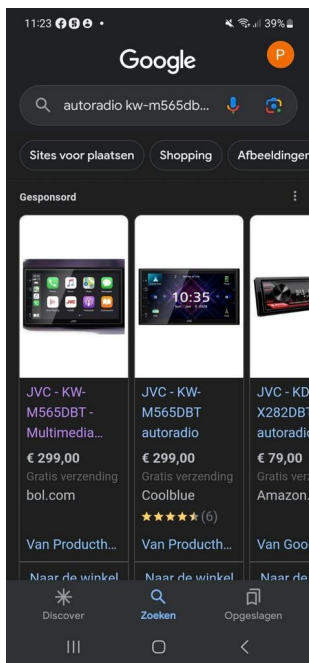 11:23
39%
Google
P
autoradio kw-m565db...
Sites voor plaatsen
Shopping
Afbeeldingen
Gesponsord
JVC - KW-
M565DBT -
Multimedia...
€ 299,00
Gratis verzending
bol.com
Van Producth...
Naar de winkel
10:35
JVC - KW-
M565DBT
autoradio
€ 299,00
Gratis verzending
Coolblue
(6)
Van Producth...
Naar de winkel
JVC - KD
X282DBT
autoradio
€ 79,00
Gratis ver
Amazon.
Van Goo
Naar de
Discover
Zoeken
Opgeslagen